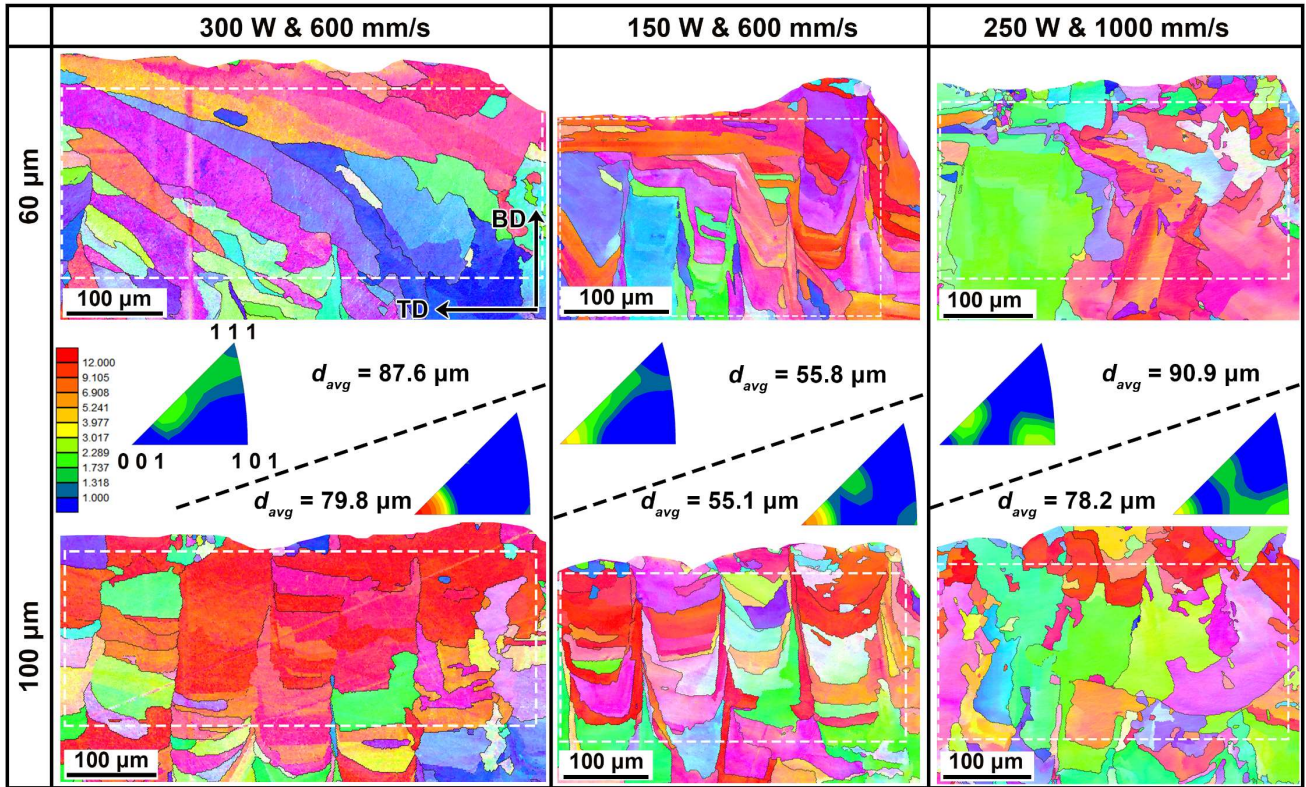 300 W & 600 mm/s
150 W & 600 mm/s
250 W & 1000 mm/s
60 µm
BD
TD
100 µm
100 µm
100 µm
1 1 1
0 0 1
1 0 1
12.000
9.105
6.908
5.241
3.977
3.017
2.289
1.737
1.318
1.000
d_avg = 87.6 µm
d_avg = 55.8 µm
d_avg = 90.9 µm
d_avg = 79.8 µm
d_avg = 55.1 µm
d_avg = 78.2 µm
100 µm
100 µm
100 µm
100 µm